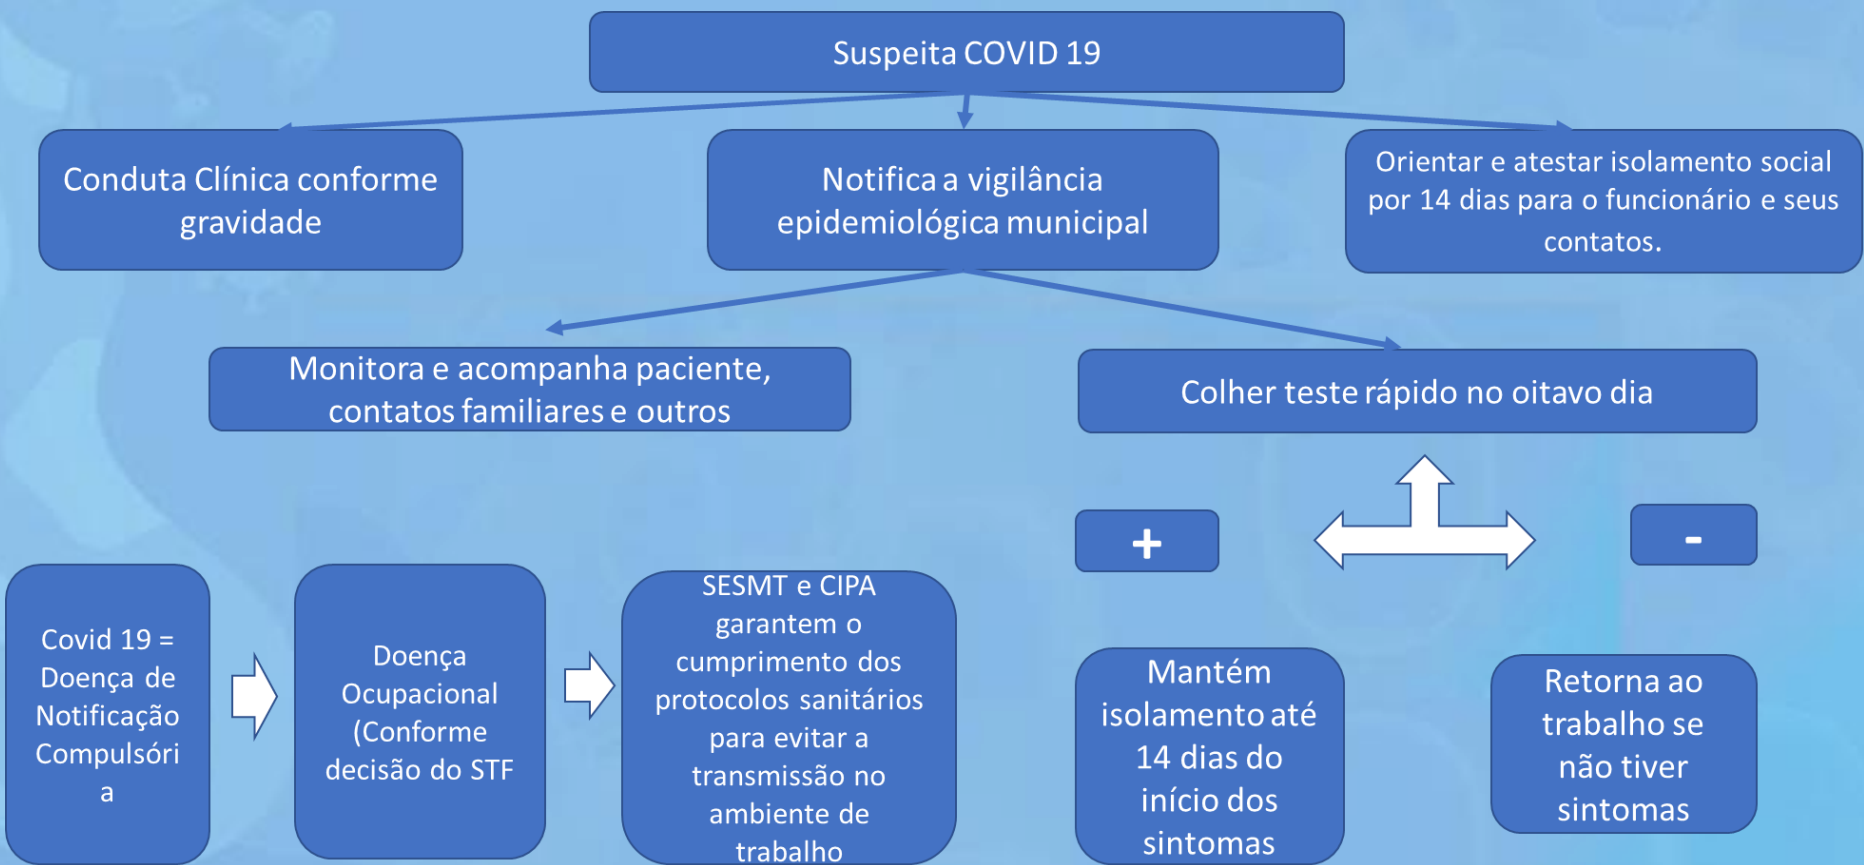 Suspeita COVID 19
Conduta Clínica conforme
gravidade
Notifica a vigilância
epidemiológica municipal
Orientar e atestar isolamento social
por 14 dias para o funcionário e seus
contatos.
Monitora e acompanha paciente,
contatos familiares e outros
Colher teste rápido no oitavo dia
+
-
Covid 19 =
Doença de
Notificação
Compulsóri
a
Doença
Ocupacional
(Conforme
decisão do STF
SESMT e CIPA
garantem o
cumprimento dos
protocolos sanitários
para evitar a
transmissão no
ambiente de
trabalho
Mantém
isolamento até
14 dias do
início dos
sintomas
Retorna ao
trabalho se
não tiver
sintomas